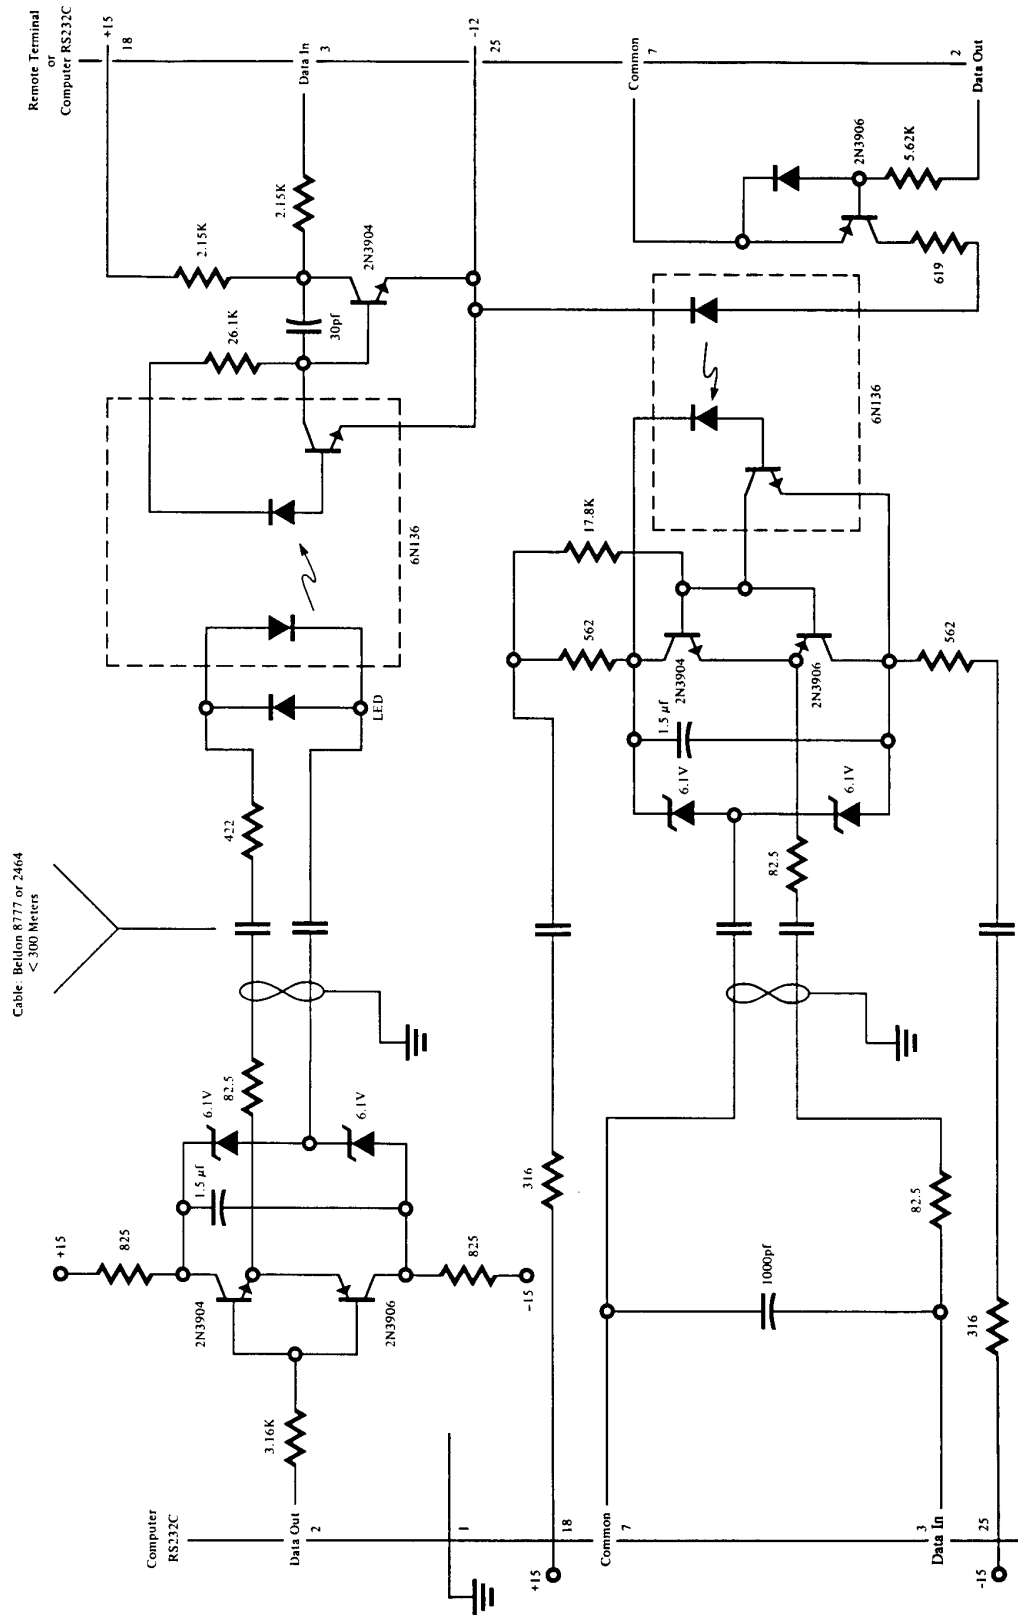 Remote Terminal
or
Computer RS232C
+15
18
Data In
3
-12
25
Common
7
2
Data Out
2.15K
2.15K
26.1K
30pf
2N3904
6N136
LED
422
Cable: Beldon 8777 or 2464
< 300 Meters
82.5
6.1V
6.1V
1.5 µf
+15
825
825
-15
2N3904
2N3906
3.16K
Computer
RS232C
Data Out
2
1
+15
18
316
Common
7
1000pf
82.5
3
Data In
25
-15
316
82.5
6.1V
6.1V
1.5 µf
2N3904
2N3906
562
562
17.8K
6N136
619
5.62K
2N3906